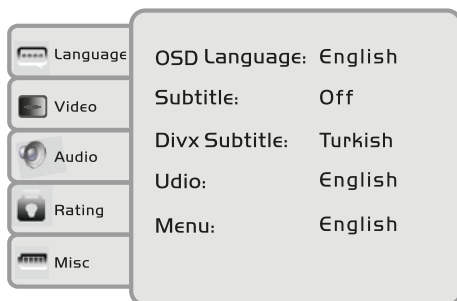 Language
Video
Audio
Rating
Misc
OSD Language: English
Subtitle: Off
Divx Subtitle: Turkish
Udio: English
Menu: English